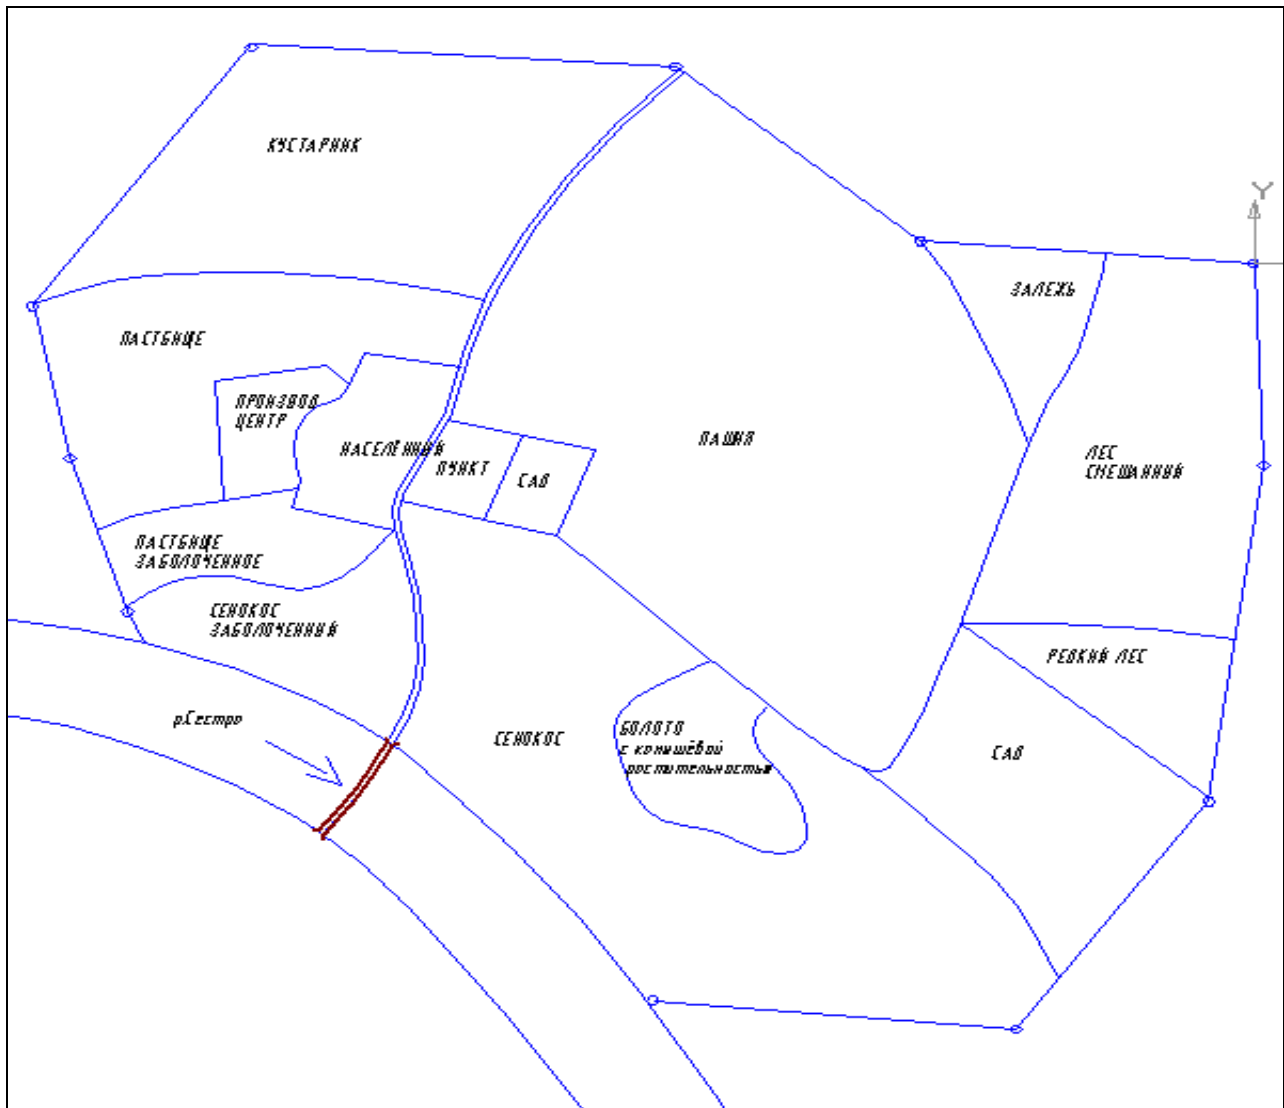 КУСТАРНИК
Y
ЗАЛЕЖЬ
ПАСТБИЩЕ
ПРОИЗВОД
ЦЕНТР
НАСЕЛЁННЫЙ
ПУНКТ
САД
ПАШНЯ
ЛЕС
СМЕШАННЫЙ
ПАСТБИЩЕ
ЗАБОЛОЧЕННОЕ
СЕНОКОС
ЗАБОЛОЧЕННЫЙ
РЕДКИЙ ЛЕС
р.Сестра
СЕНОКОС
БОЛОТО
с камышёвой
растительностью
САД